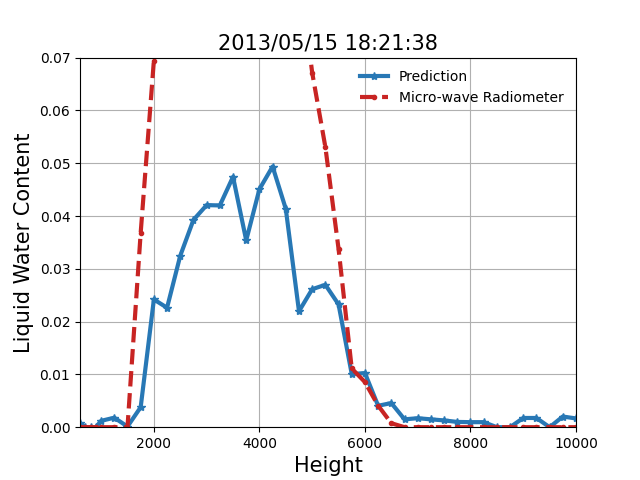 2013/05/15 18:21:38
0.07
0.06
0.05
0.04
0.03
0.02
0.01
0.00
Liquid Water Content
Prediction
Micro-wave Radiometer
2000 4000 6000 8000 10000
Height